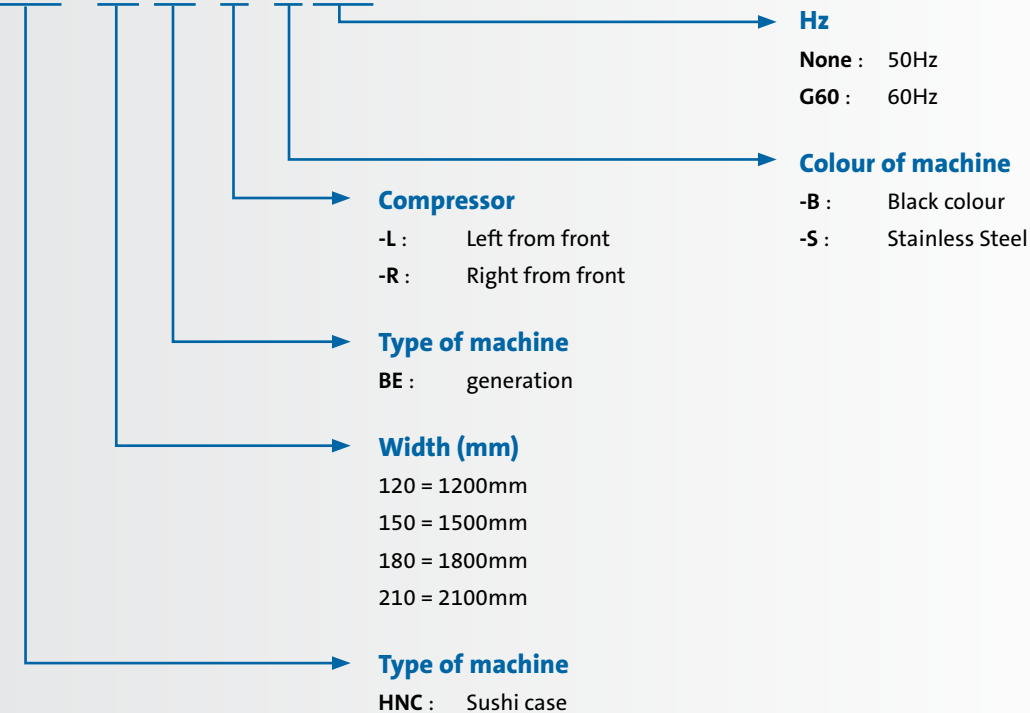 Hz
None : 50Hz
G60 : 60Hz
Colour of machine
-B : Black colour
-S : Stainless Steel
Compressor
-L : Left from front
-R : Right from front
Type of machine
BE : generation
Width (mm)
120 = 1200mm
150 = 1500mm
180 = 1800mm
210 = 2100mm
Type of machine
HNC : Sushi case